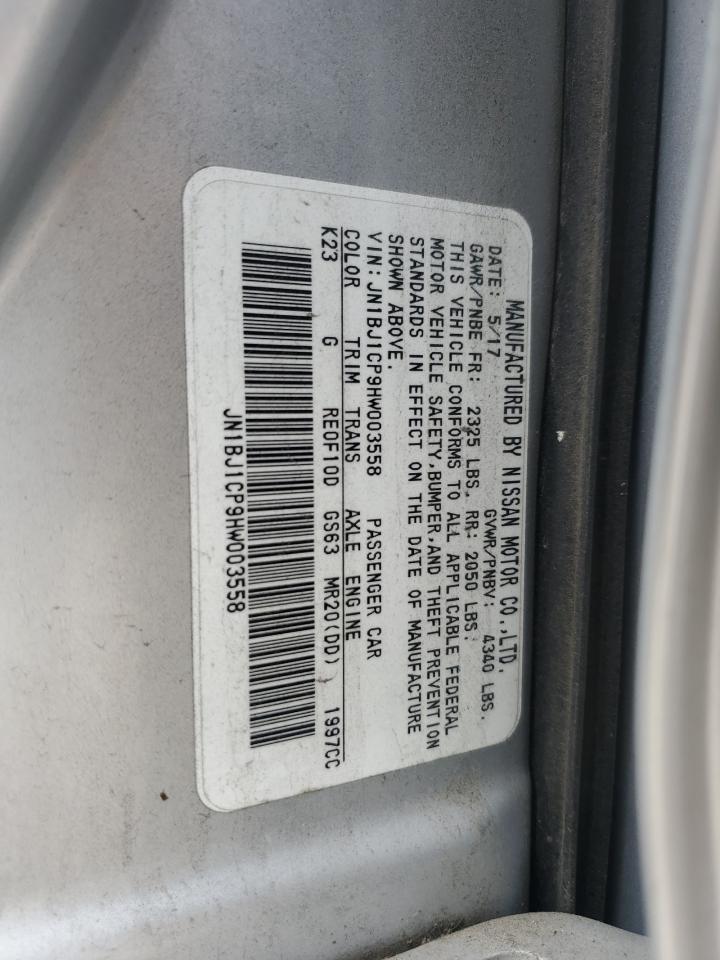 MANUFACTURED BY NISSAN MOTOR CO.,LTD.
DATE: 5/17 GVWR/PNBV: 4340 LBS.
GAWR/PNBE FR: 2325 LBS, RR: 2050 LBS.
THIS VEHICLE CONFORMS TO ALL APPLICABLE FEDERAL
MOTOR VEHICLE SAFETY,BUMPER,AND THEFT PREVENTION
STANDARDS IN EFFECT ON THE DATE OF MANUFACTURE
SHOWN ABOVE.
VIN:JN1BJ1CP9HW003558 PASSENGER CAR
COLOR TRIM TRANS AXLE ENGINE
K23 G RE0F10D GS63 MR20(DD) 1997CC
JN1BJ1CP9HW003558